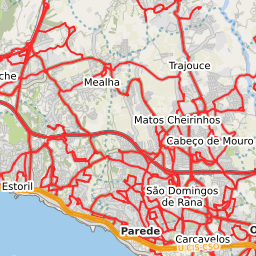 Trajouce
che
Mealha
Matos Cheirinhos
Cabeço de Mouro
Estoril
São Domingos
de Rana
Parede
Carcavelos
O